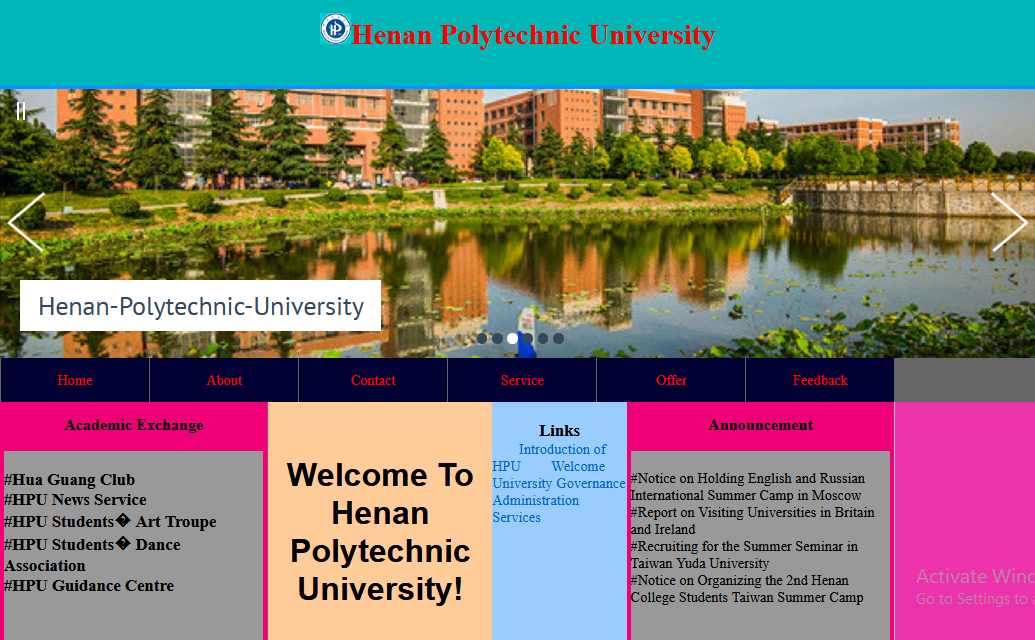 Henan Polytechnic University
Henan-Polytechnic-University
Home About Contact Service Offer Feedback
Academic Exchange
#Hua Guang Club
#HPU News Service
#HPU Students� Art Troupe
#HPU Students� Dance
Association
#HPU Guidance Centre
Welcome To
Henan
Polytechnic
University!
Links
Introduction of
HPU Welcome
University Governance
Administration
Services
Announcement
#Notice on Holding English and Russian
International Summer Camp in Moscow
#Report on Visiting Universities in Britain
and Ireland
#Recruiting for the Summer Seminar in
Taiwan Yuda University
#Notice on Organizing the 2nd Henan
College Students Taiwan Summer Camp
Activate Winc
Go to Settings to a